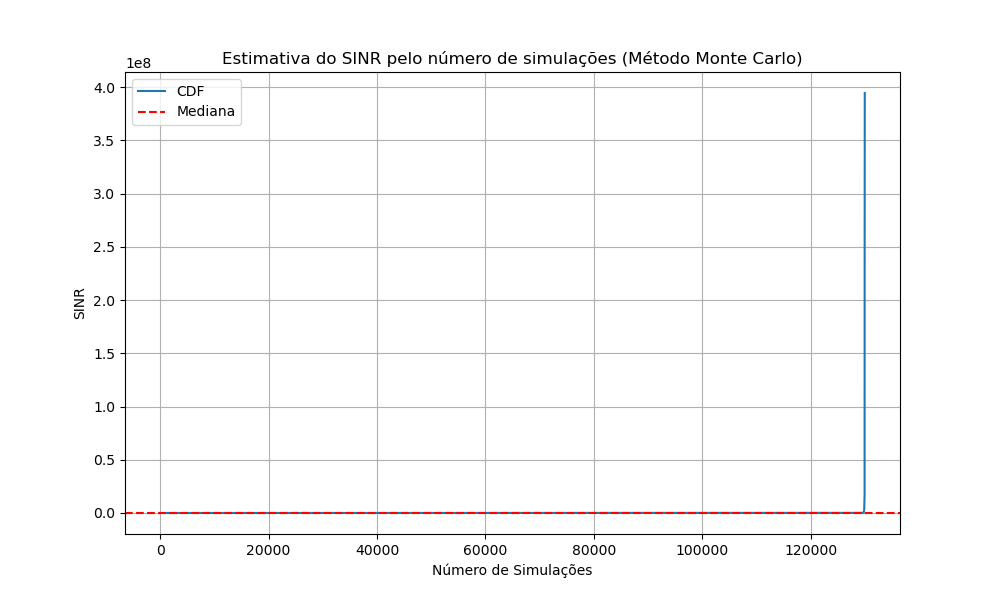 Estimativa do SINR pelo número de simulações (Método Monte Carlo)
1e8
CDF
Mediana
4.0
3.5
3.0
2.5
2.0
1.5
1.0
0.5
0.0
SINR
0 20000 40000 60000 80000 100000 120000
Número de Simulações